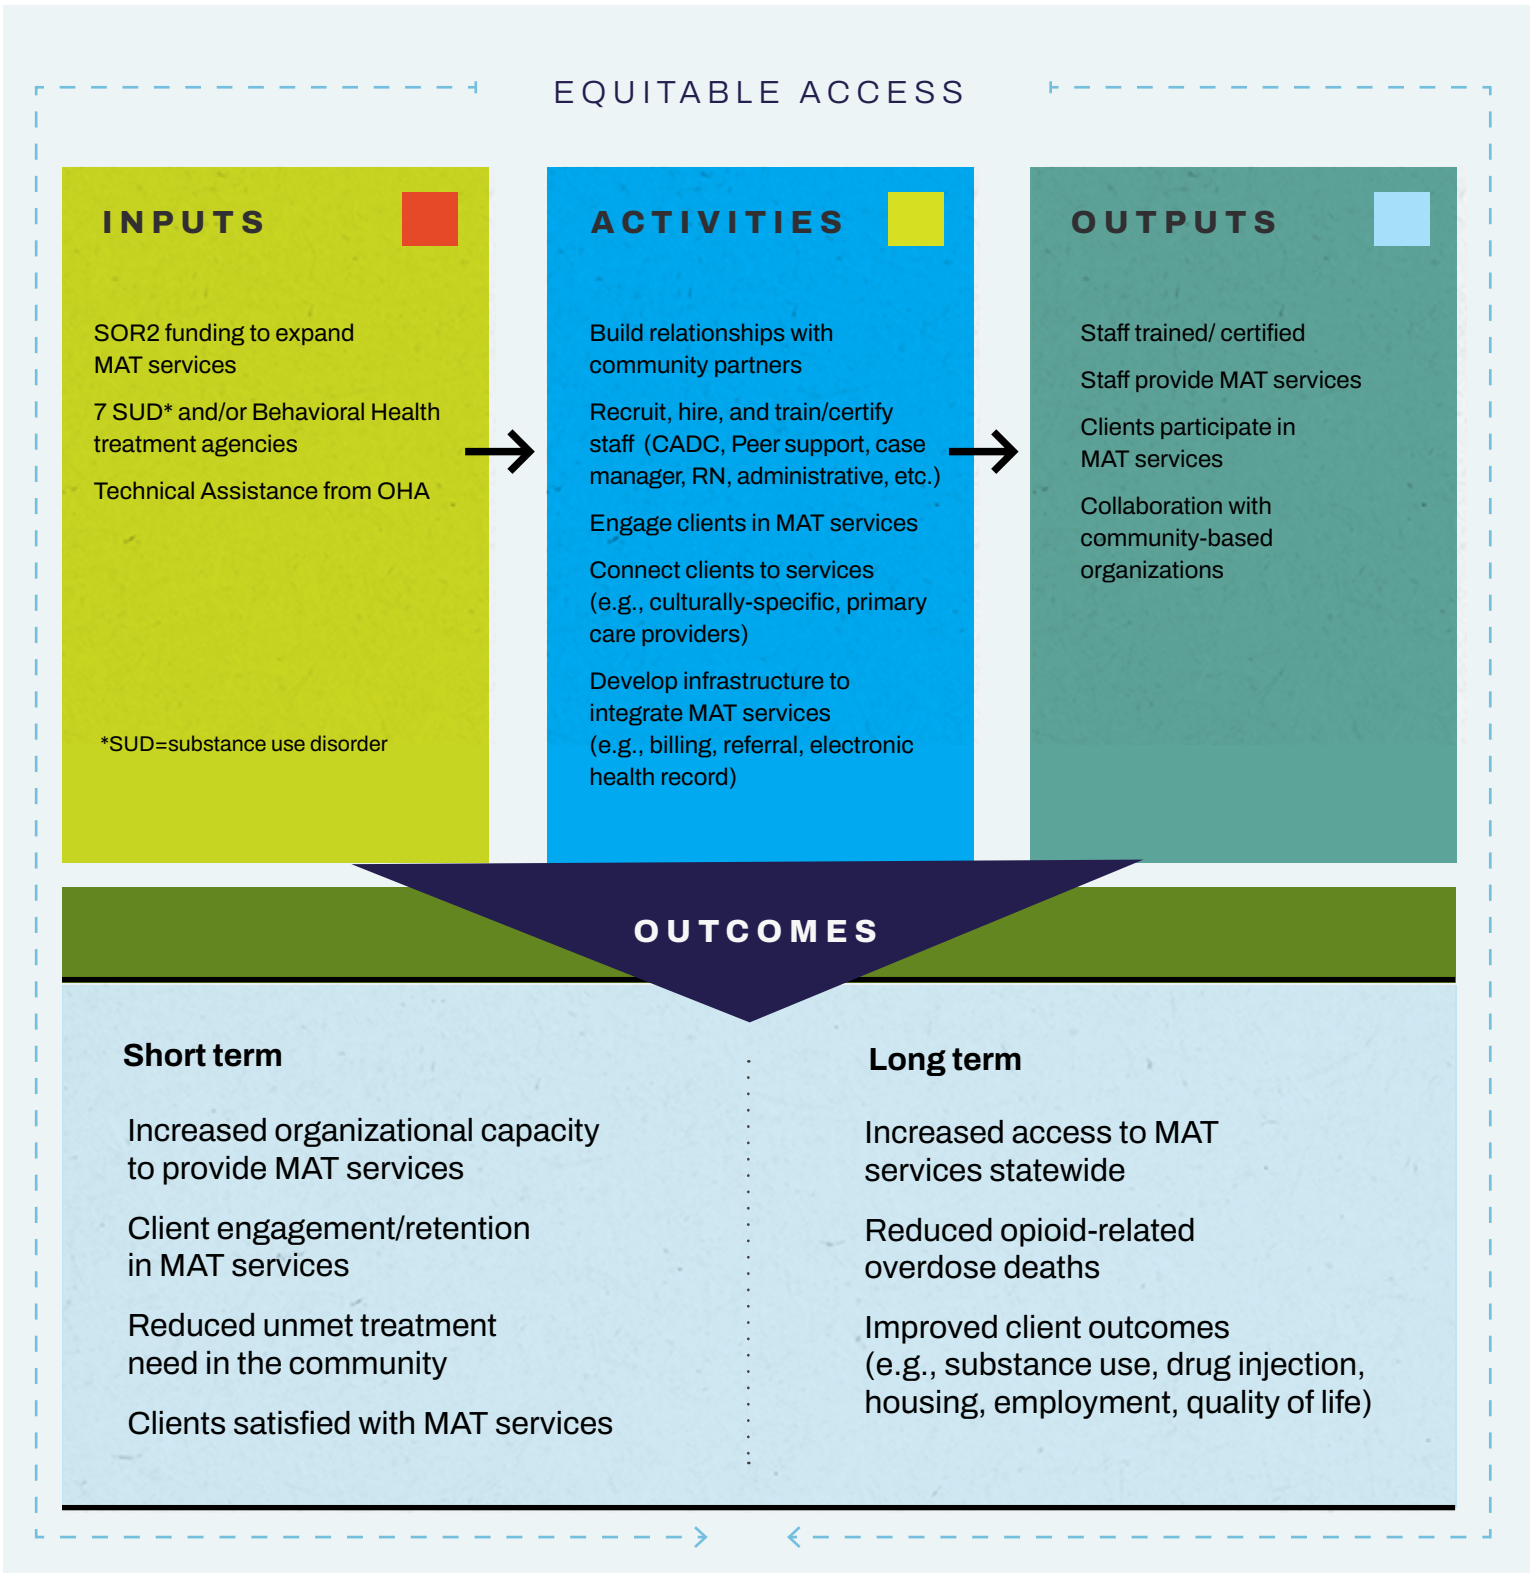 EQUITABLE ACCESS
INPUTS
SOR2 funding to expand
MAT services
7 SUD* and/or Behavioral Health
treatment agencies
Technical Assistance from OHA
*SUD=substance use disorder
ACTIVITIES
Build relationships with
community partners
Recruit, hire, and train/certify
staff (CADC, Peer support, case
manager, RN, administrative, etc.)
Engage clients in MAT services
Connect clients to services
(e.g., culturally-specific, primary
care providers)
Develop infrastructure to
integrate MAT services
(e.g., billing, referral, electronic
health record)
OUTPUTS
Staff trained/ certified
Staff provide MAT services
Clients participate in
MAT services
Collaboration with
community-based
organizations
OUTCOMES
Short term
Increased organizational capacity
to provide MAT services
Client engagement/retention
in MAT services
Reduced unmet treatment
need in the community
Clients satisfied with MAT services
Long term
Increased access to MAT
services statewide
Reduced opioid-related
overdose deaths
Improved client outcomes
(e.g., substance use, drug injection,
housing, employment, quality of life)